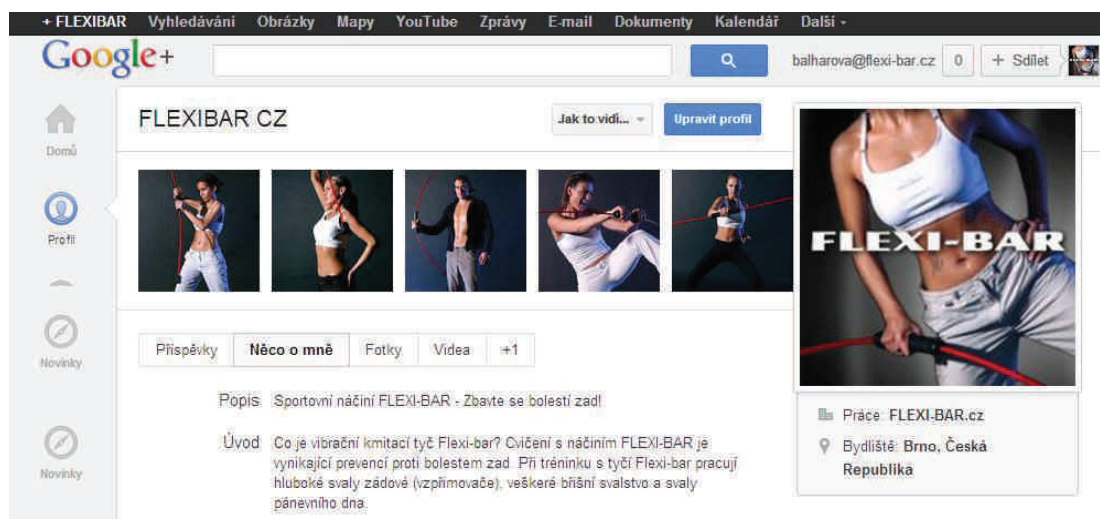 + FLEXIBAR Vyhledávání Obrázky Mapy YouTube Zprávy E-mail Dokumenty Kalendář Další
Google+
balharova@flexi-bar.cz 0 + Sdílet
Domů
FLEXIBAR CZ
Jak to vidí... Upravit profil
Profil
FLEXI-BAR
Příspěvky Něco o mně Fotky Videa +1
Novinky
Popis Sportovní náčiní FLEXI-BAR - Zbavte se bolestí zad!
Úvod Co je vibrační kmitací tyč Flexi-bar? Cvičení s náčiním FLEXI-BAR je
vynikající prevencí proti bolestem zad. Při tréninku s tyčí Flexi-bar pracují
hluboké svaly zádové (vzpřimovače), veškeré břišní svalstvo a svaly
pánevního dna.
Novinky
Práce: FLEXI-BAR.cz
Bydliště: Brno, Česká
Republika